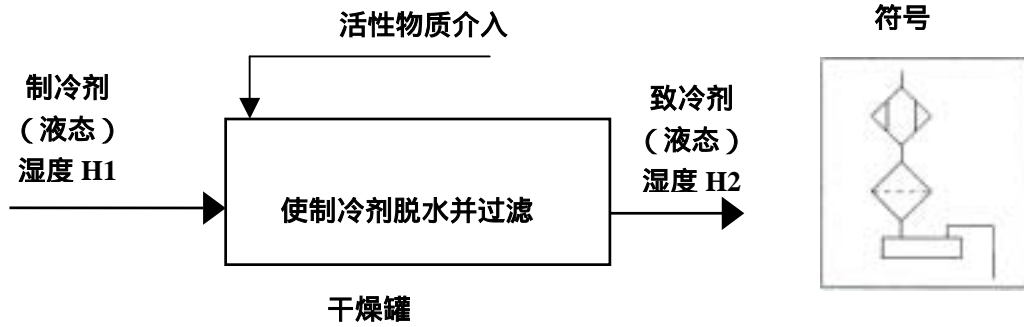 活性物质介入
符号
制冷剂
（液态）
湿度 H1
致冷剂
（液态）
湿度 H2
使制冷剂脱水并过滤
干燥罐